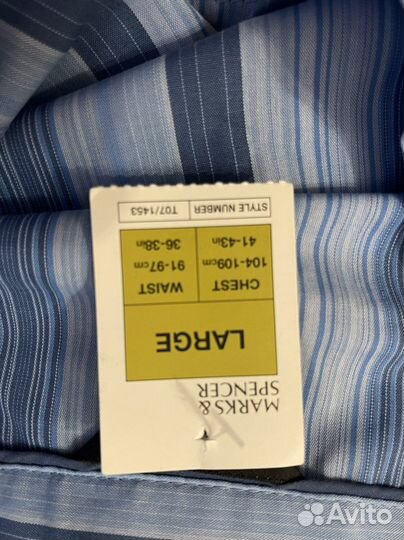 MARKS &
SPENCER
LARGE
CHEST WAIST
104-109cm 91-97cm
41-43in 36-38in
STYLE NUMBER T07/1453
Avito